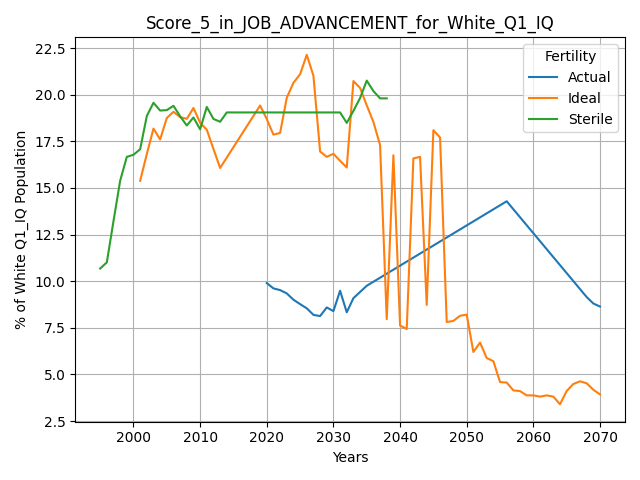 Score_5_in_JOB_ADVANCEMENT_for_White_Q1_IQ
Fertility
Actual
Ideal
Sterile
% of White Q1_IQ Population
22.5
20.0
17.5
15.0
12.5
10.0
7.5
5.0
2.5
2000 2010 2020 2030 2040 2050 2060 2070
Years